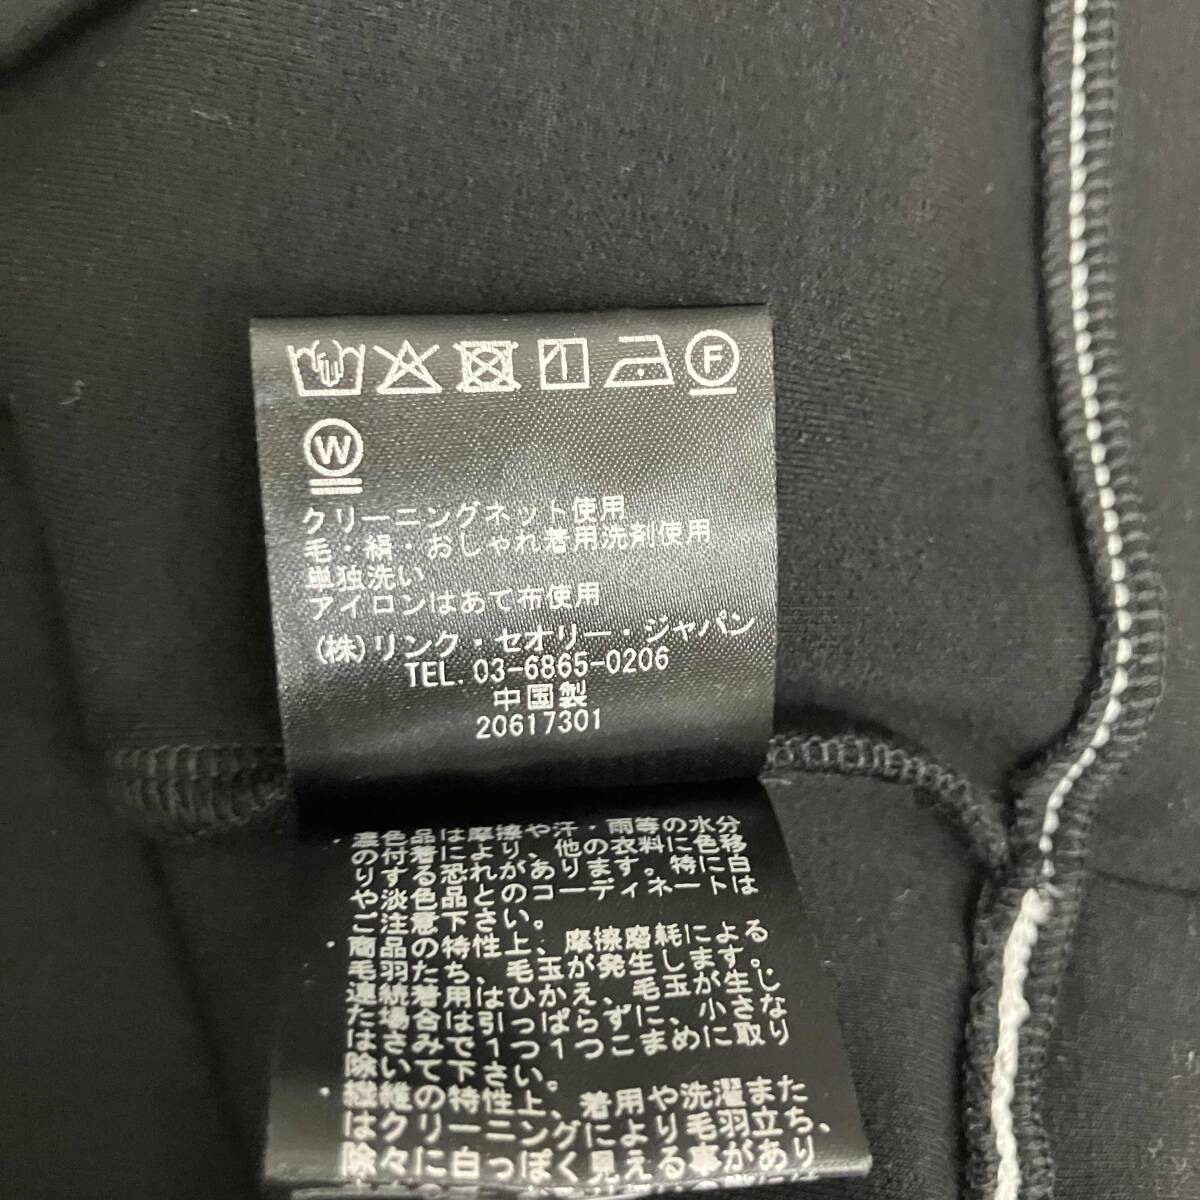 F
W
クリーニングネット使用
毛・絹・おしゃれ着用洗剤使用
単独洗い
アイロンはあて布使用
(株)リンク・セオリー・ジャパン
TEL. 03-6865-0206
中国製
20617301
・濃色品は摩擦や汗・雨等の水分
の付着により、他の衣料に色移
りする恐れがあります。特に白
や淡色品とのコーディネートは
ご注意下さい。
・商品の特性上、摩擦磨耗による
毛羽たち、毛玉が発生します。
連続着用はひかえ、毛玉が生じ
た場合は引っぱらずに、小さな
はさみで1つ1つこまめに取り
除いて下さい。
・繊維の特性上、着用や洗濯また
はクリーニングにより毛羽立ち、
除々に白っぽく見える事があり